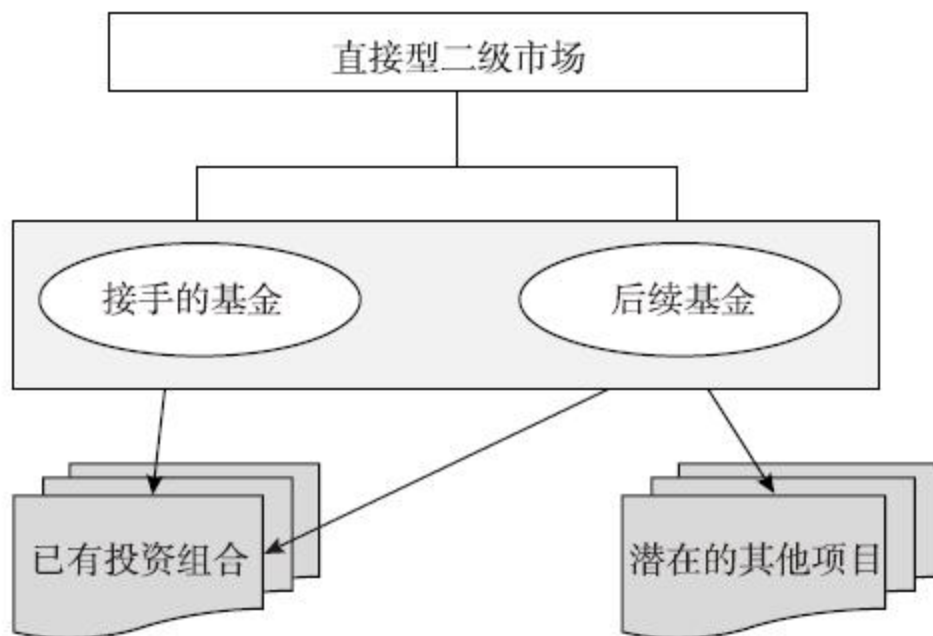 直接型二级市场
接手的基金
后续基金
已有投资组合
潜在的其他项目